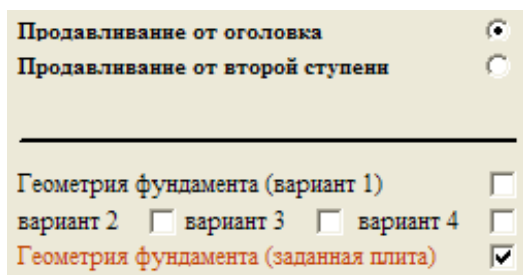 Продавливание от оголовка
Продавливание от второй ступени
Геометрия фундамента (вариант 1)
вариант 2 вариант 3 вариант 4
Геометрия фундамента (заданная плита)